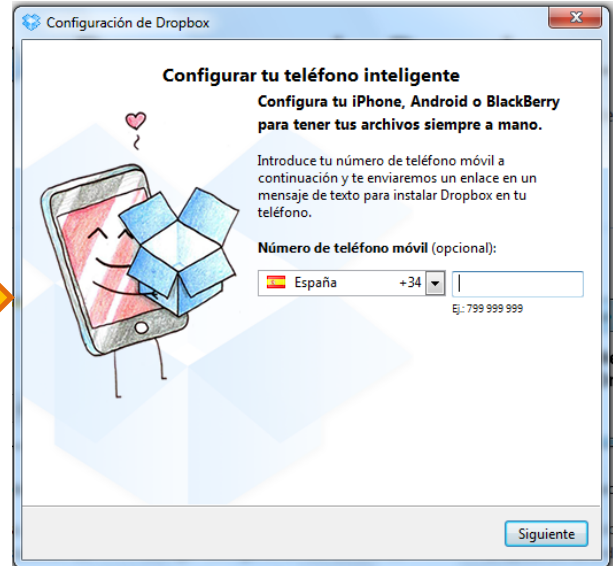 Configuración de Dropbox
Configurar tu teléfono inteligente
Configura tu iPhone, Android o BlackBerry
para tener tus archivos siempre a mano.
Introduce tu número de teléfono móvil a
continuación y te enviaremos un enlace en un
mensaje de texto para instalar Dropbox en tu
teléfono.
Número de teléfono móvil (opcional):
España +34
Ej.: 799 999 999
Siguiente